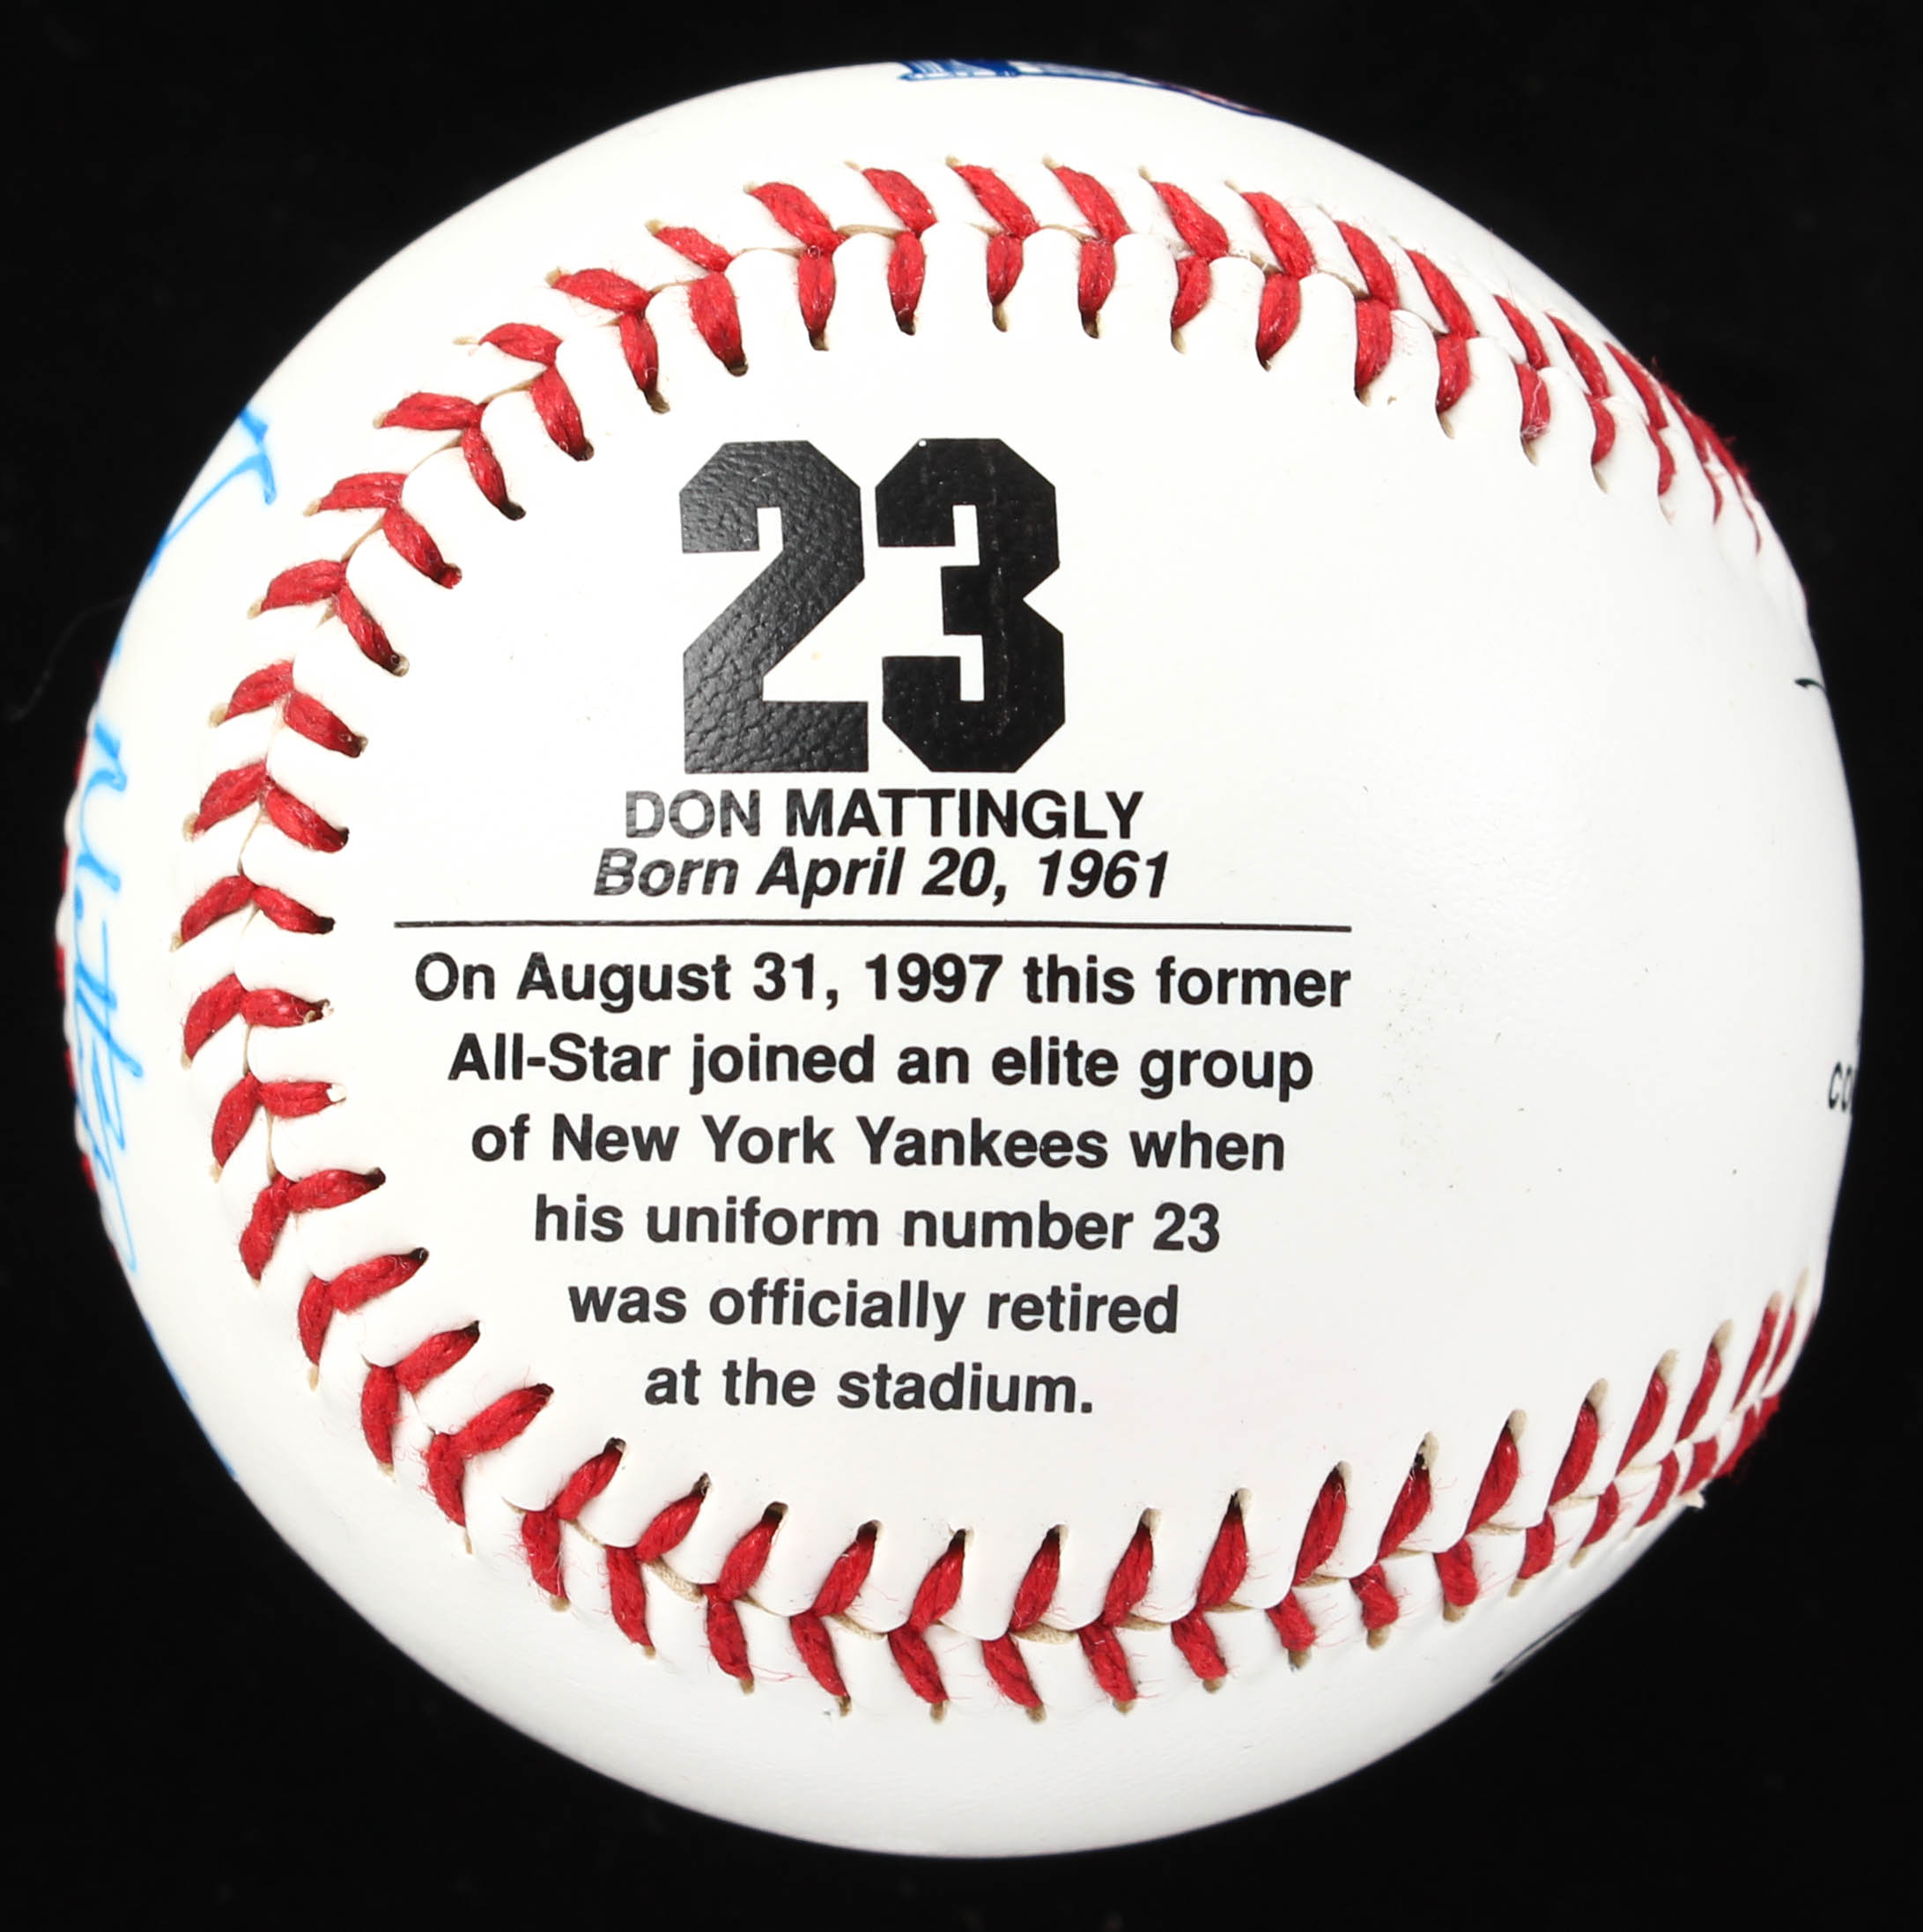 23
DON MATTINGLY
Born April 20, 1961
On August 31, 1997 this former
All-Star joined an elite group
of New York Yankees when
his uniform number 23
was officially retired
at the stadium.